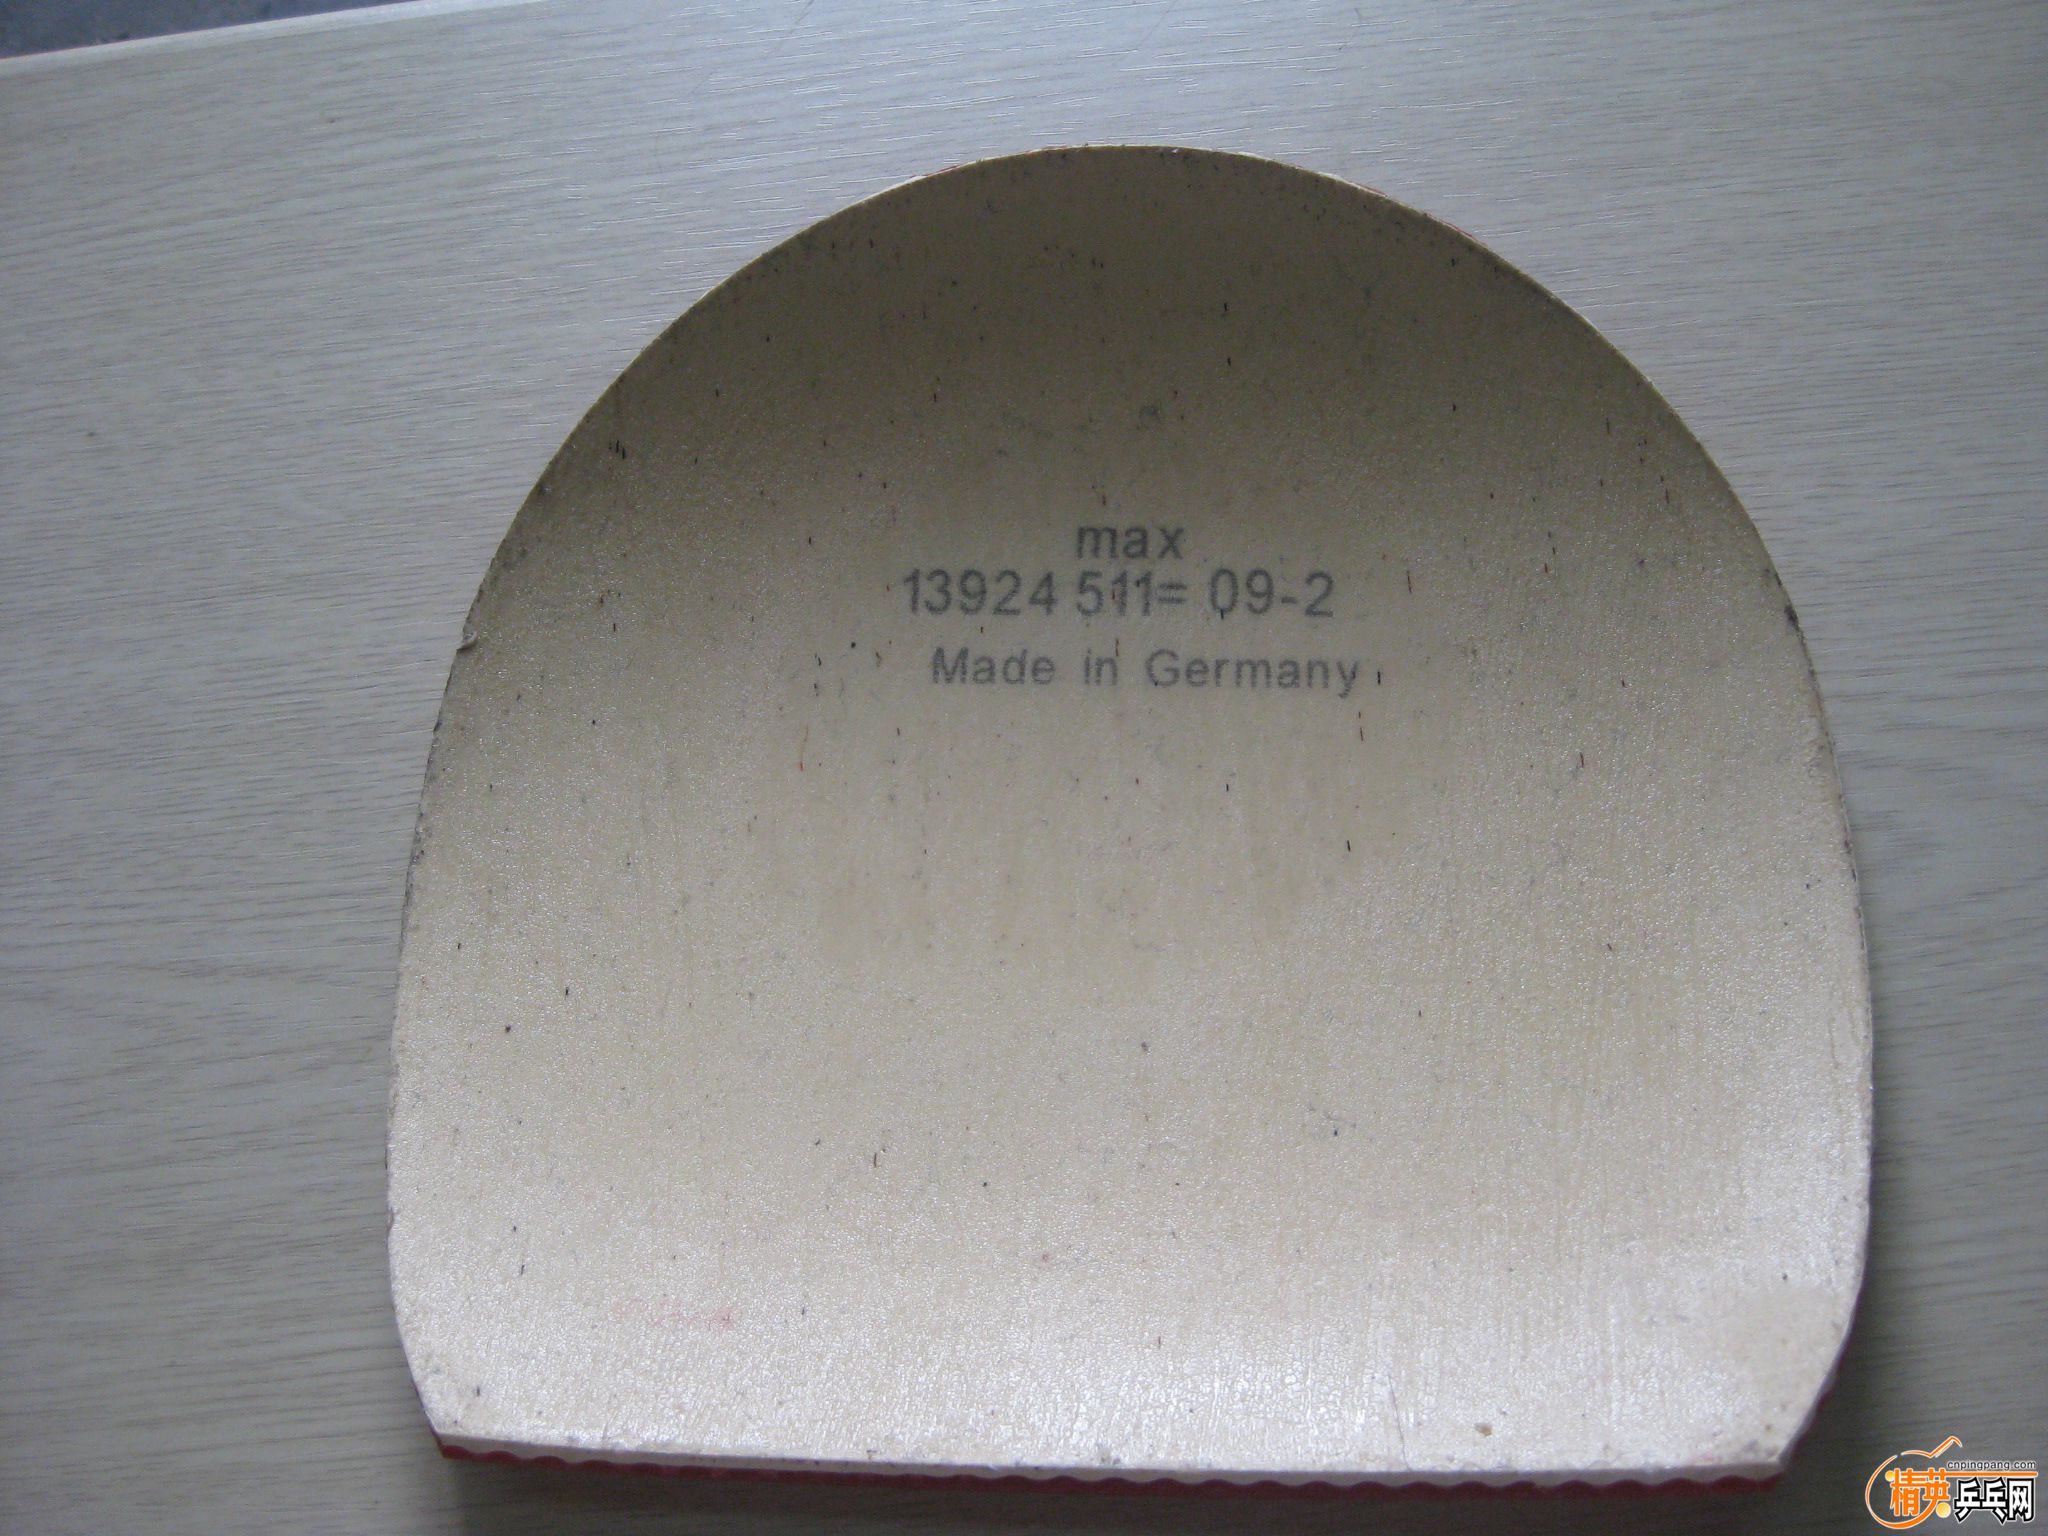 max
13924 511= 09-2
Made in Germany
cnpingpang.com
精英乒乓网